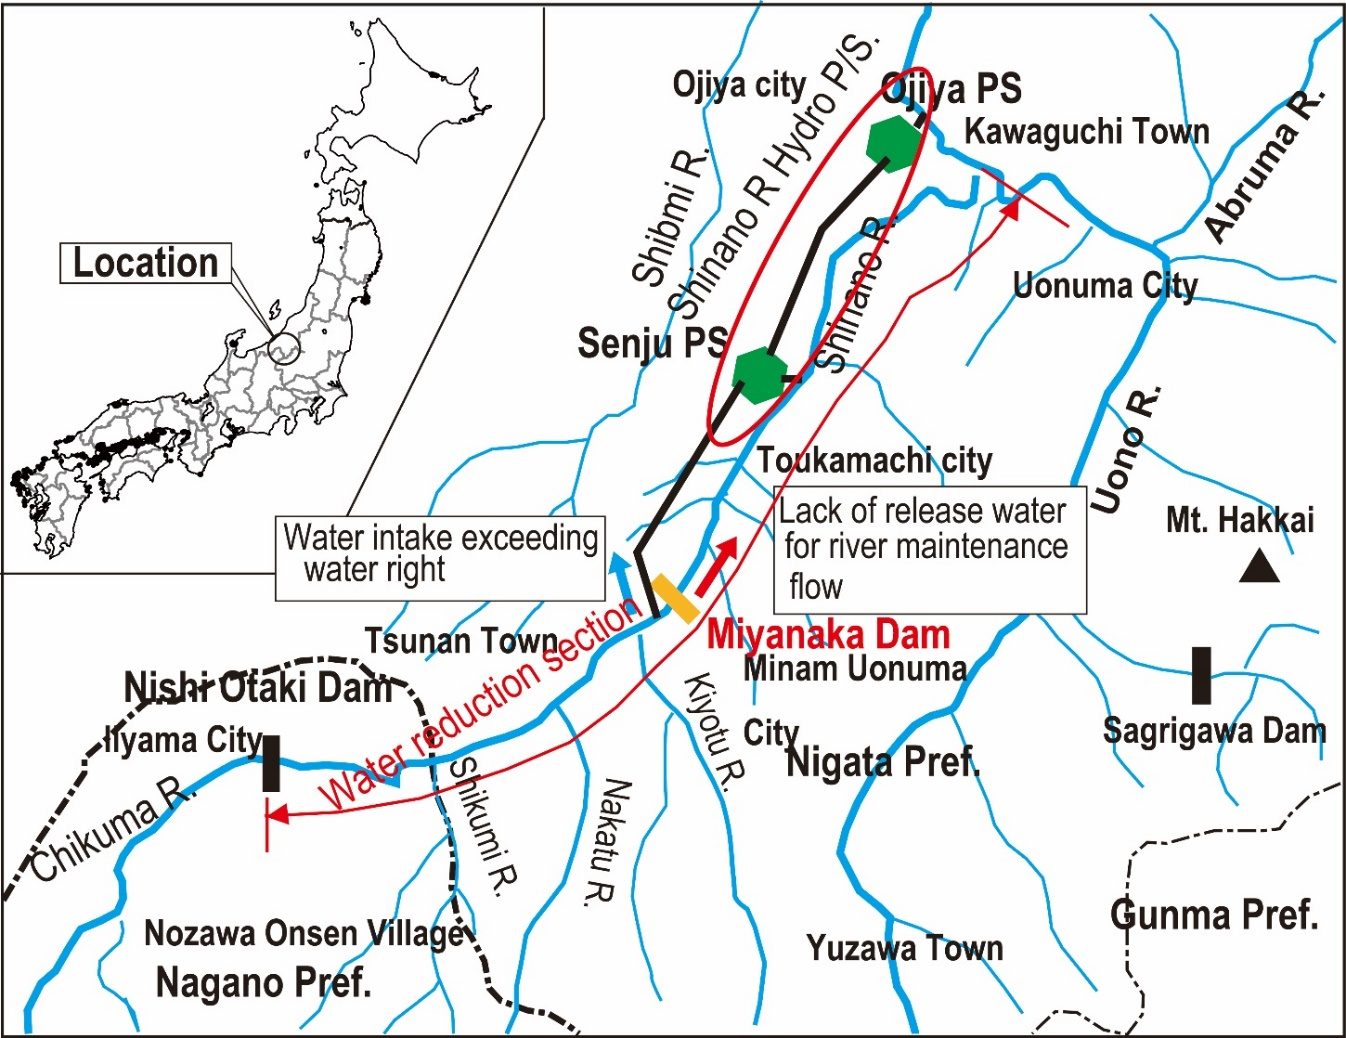 Ojiya city
Shinano R Hydro P/S.
Ojiya PS
Kawaguchi Town
Abruma R.
Shibmi R.
Location
Shinano R.
Uonuma City
Senju PS
Uono R.
Toukamachi city
Lack of release water
for river maintenance
flow
Mt. Hakkai
Water intake exceeding
water right
Tsunan Town
Water reduction section
Miyanaka Dam
Minam Uonuma
City
Nishi Otaki Dam
Iiyama City
Kiyotu R.
Nigata Pref.
Sagrigawa Dam
Chikuma R.
Shikumi R.
Nakatu R.
Gunma Pref.
Nozawa Onsen Village
Yuzawa Town
Nagano Pref.